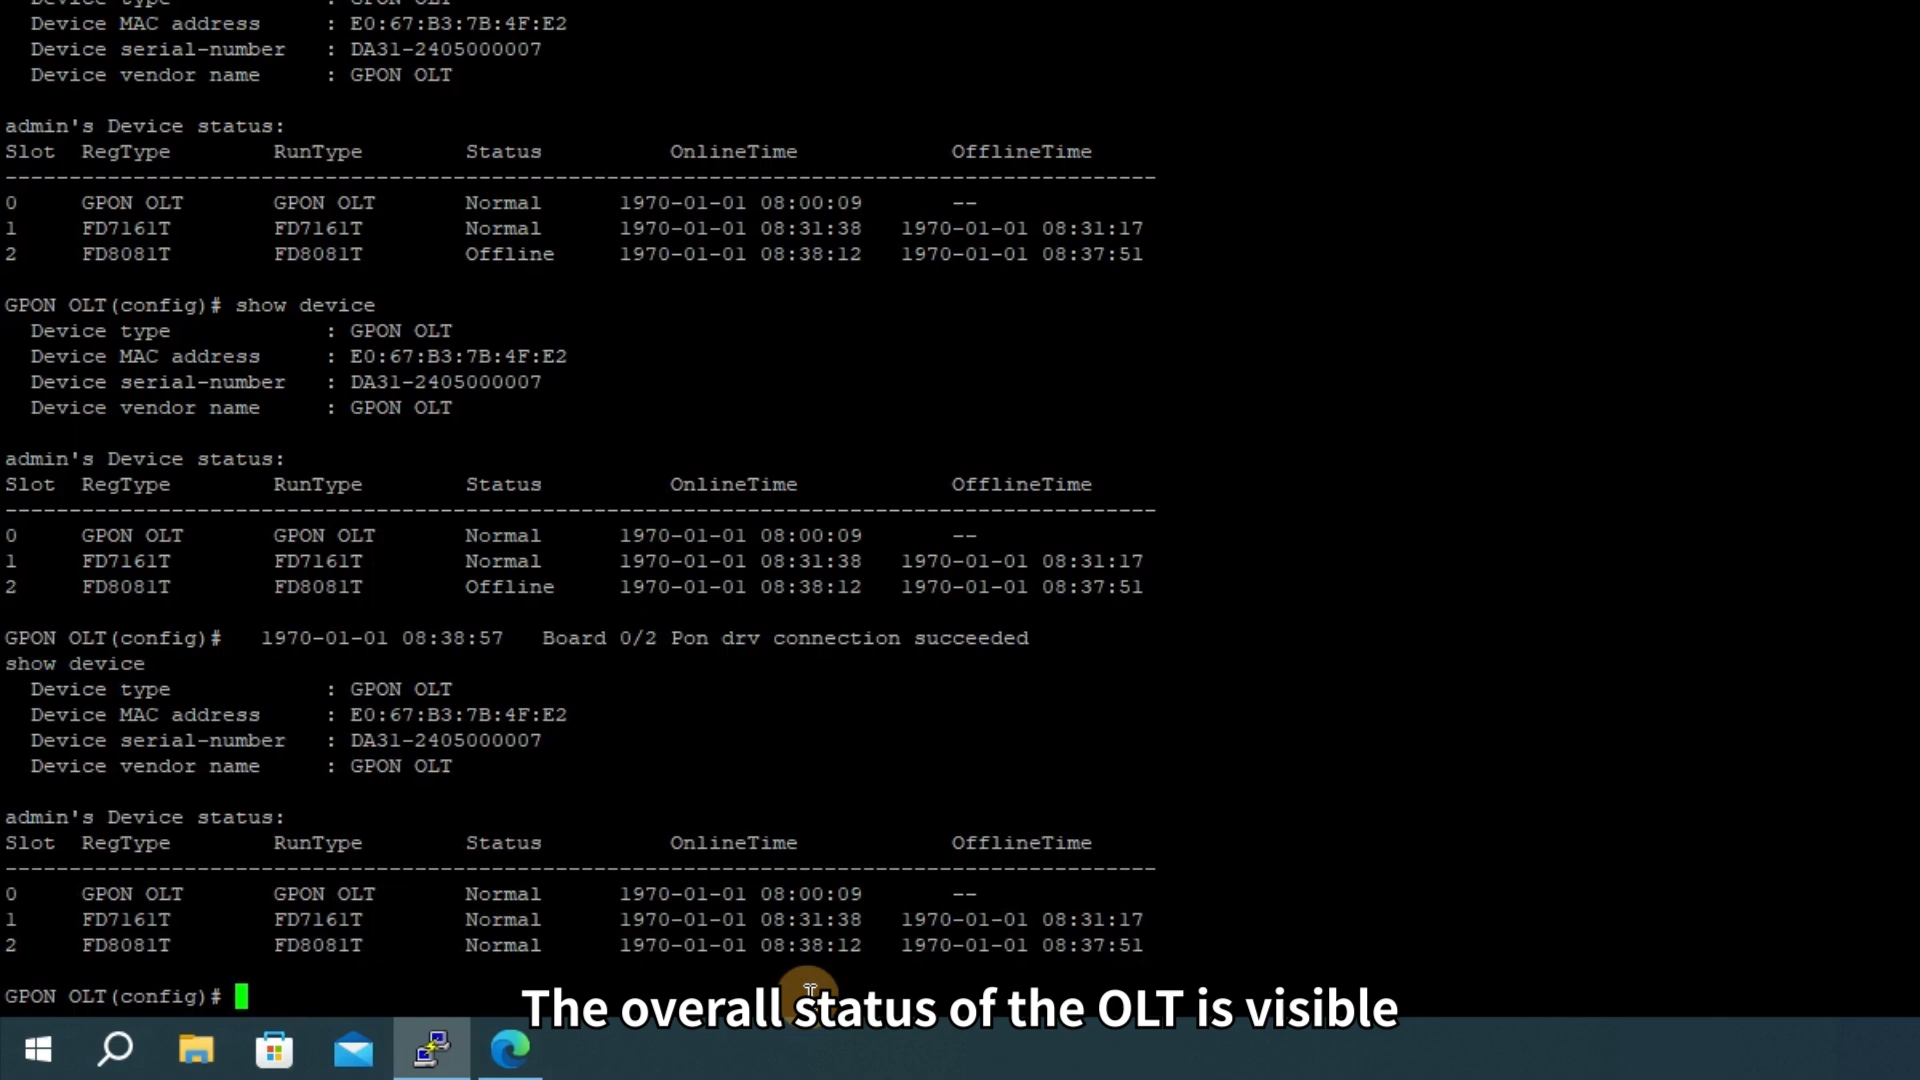 Device type : GPON OLT
Device MAC address : E0:67:B3:7B:4F:E2
Device serial-number : DA31-2405000007
Device vendor name : GPON OLT
admin's Device status:
Slot RegType RunType Status OnlineTime OfflineTime
------------------------------------------------------------------------------------------
0 GPON OLT GPON OLT Normal 1970-01-01 08:00:09 --
1 FD7161T FD7161T Normal 1970-01-01 08:31:38 1970-01-01 08:31:17
2 FD8081T FD8081T Offline 1970-01-01 08:38:12 1970-01-01 08:37:51
GPON OLT(config)# show device
Device type : GPON OLT
Device MAC address : E0:67:B3:7B:4F:E2
Device serial-number : DA31-2405000007
Device vendor name : GPON OLT
admin's Device status:
Slot RegType RunType Status OnlineTime OfflineTime
------------------------------------------------------------------------------------------
0 GPON OLT GPON OLT Normal 1970-01-01 08:00:09 --
1 FD7161T FD7161T Normal 1970-01-01 08:31:38 1970-01-01 08:31:17
2 FD8081T FD8081T Offline 1970-01-01 08:38:12 1970-01-01 08:37:51
GPON OLT(config)# 1970-01-01 08:38:57 Board 0/2 Pon drv connection succeeded
show device
Device type : GPON OLT
Device MAC address : E0:67:B3:7B:4F:E2
Device serial-number : DA31-2405000007
Device vendor name : GPON OLT
admin's Device status:
Slot RegType RunType Status OnlineTime OfflineTime
------------------------------------------------------------------------------------------
0 GPON OLT GPON OLT Normal 1970-01-01 08:00:09 --
1 FD7161T FD7161T Normal 1970-01-01 08:31:38 1970-01-01 08:31:17
2 FD8081T FD8081T Normal 1970-01-01 08:38:12 1970-01-01 08:37:51
GPON OLT(config)#
The overall status of the OLT is visible